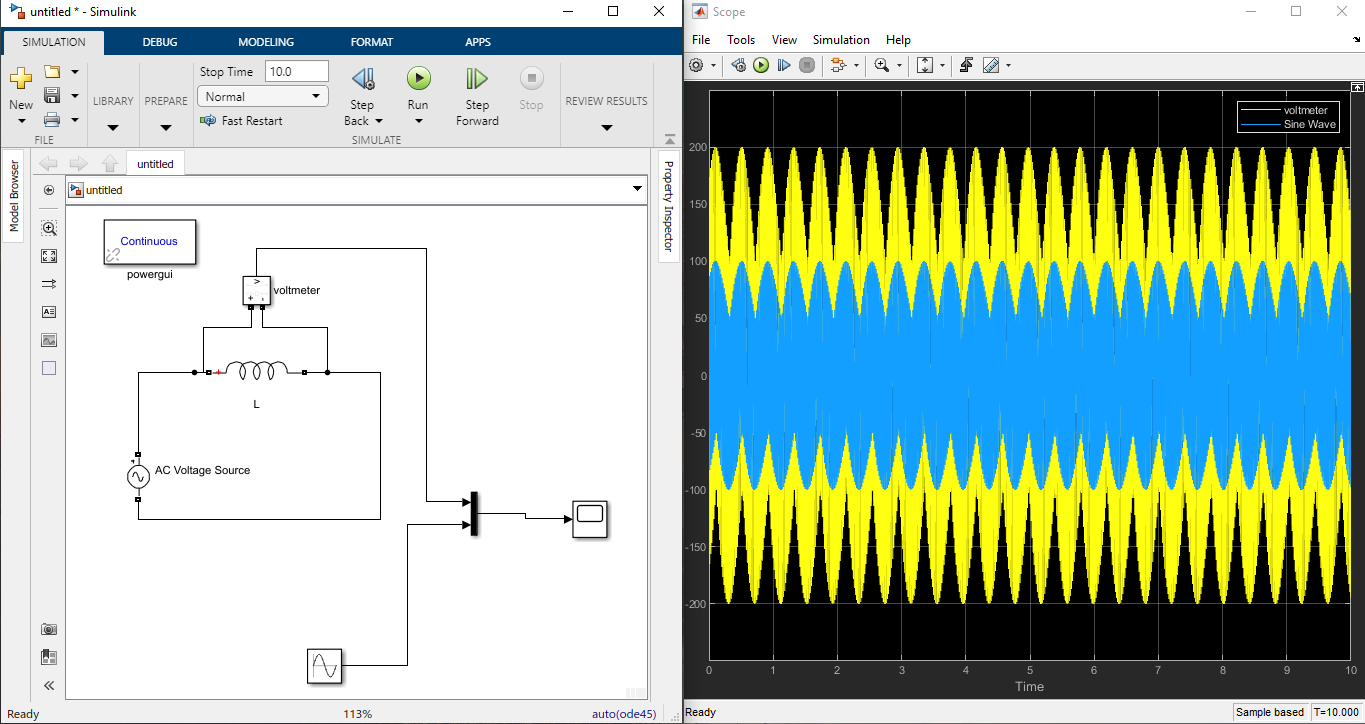 untitled * - Simulink
SIMULATION DEBUG MODELING FORMAT APPS
New
FILE
LIBRARY
PREPARE
Stop Time 10.0
Normal
Fast Restart
Step Back
Run
Step Forward
Stop
SIMULATE
REVIEW RESULTS
Model Browser
untitled
untitled
Property Inspector
Continuous
powergui
>
+ -
voltmeter
+
L
AC Voltage Source
Ready 113% auto(ode45)
Scope
File Tools View Simulation Help
voltmeter
Sine Wave
200
150
100
50
0
-50
-100
-150
-200
0 1 2 3 4 5 6 7 8 9 10
Time
Ready Sample based T=10.000